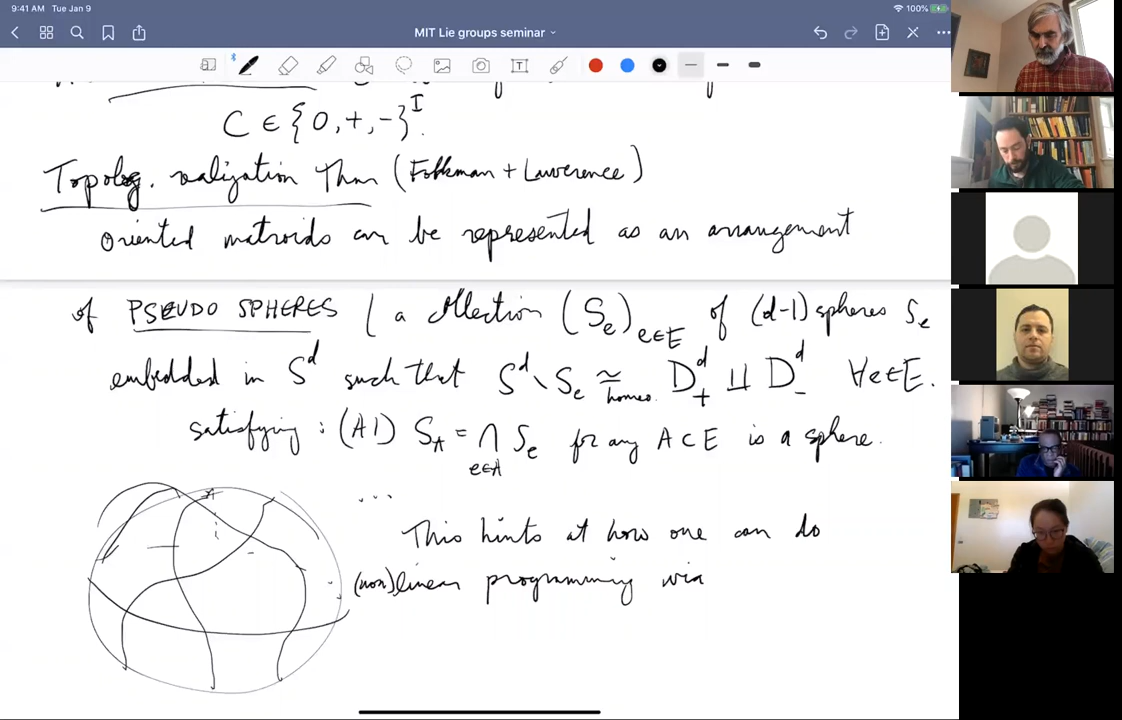 9:41 AM Tue Jan 9
100%
MIT Lie groups seminar
C ∈ {0,+,-}^I.
Topolog. realization Thm (Folkman + Lawerence)
Oriented matroids can be represented as an arrangement
of PSEUDO SPHERES ( a collection (S_e)_{e∈E} of (d-1) spheres S_e
embedded in S^d such that S^d \ S_e ≅_{homeo.} D^d_+ ⊔ D^d_- ∀e∈E.
satisfying : (A1) S_A = ∩_{e∈A} S_e for any A ⊂ E is a sphere.
...
This hints at how one can do
(non)linear programming via